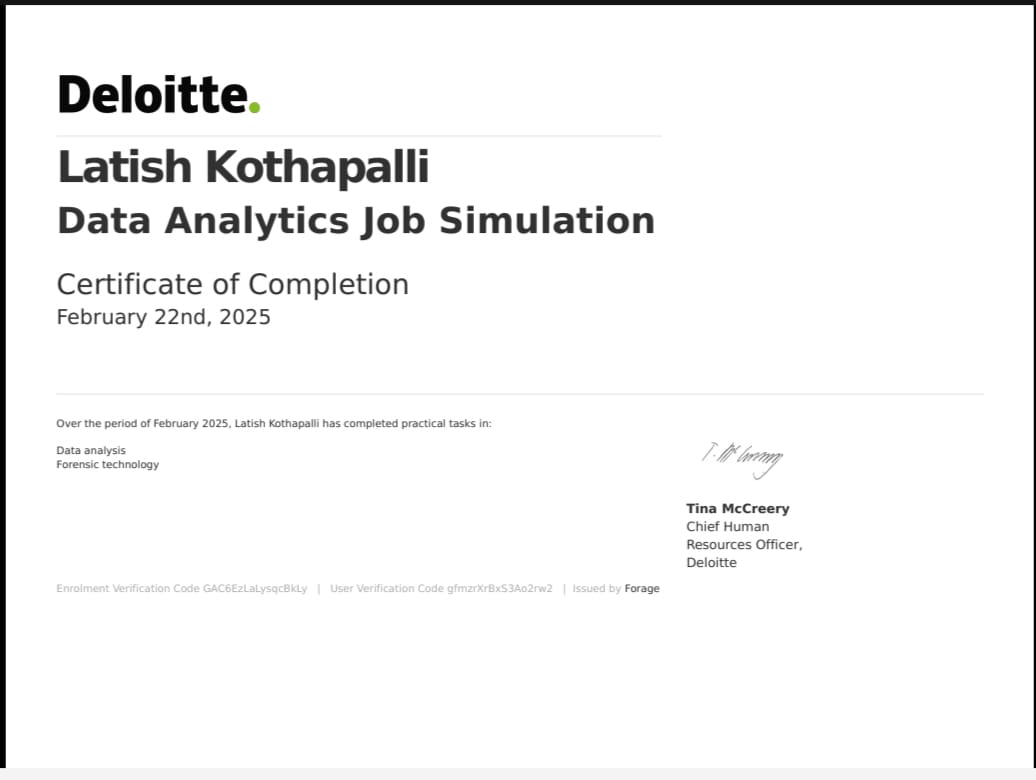 Deloitte.
Latish Kothapalli
Data Analytics Job Simulation
Certificate of Completion
February 22nd, 2025
Over the period of February 2025, Latish Kothapalli has completed practical tasks in:
Data analysis
Forensic technology
T. McCreery
Tina McCreery
Chief Human
Resources Officer,
Deloitte
Enrolment Verification Code GAC6EzLaLysqcBkLy | User Verification Code gfmzrXrBxS3Ao2rw2 | Issued by Forage